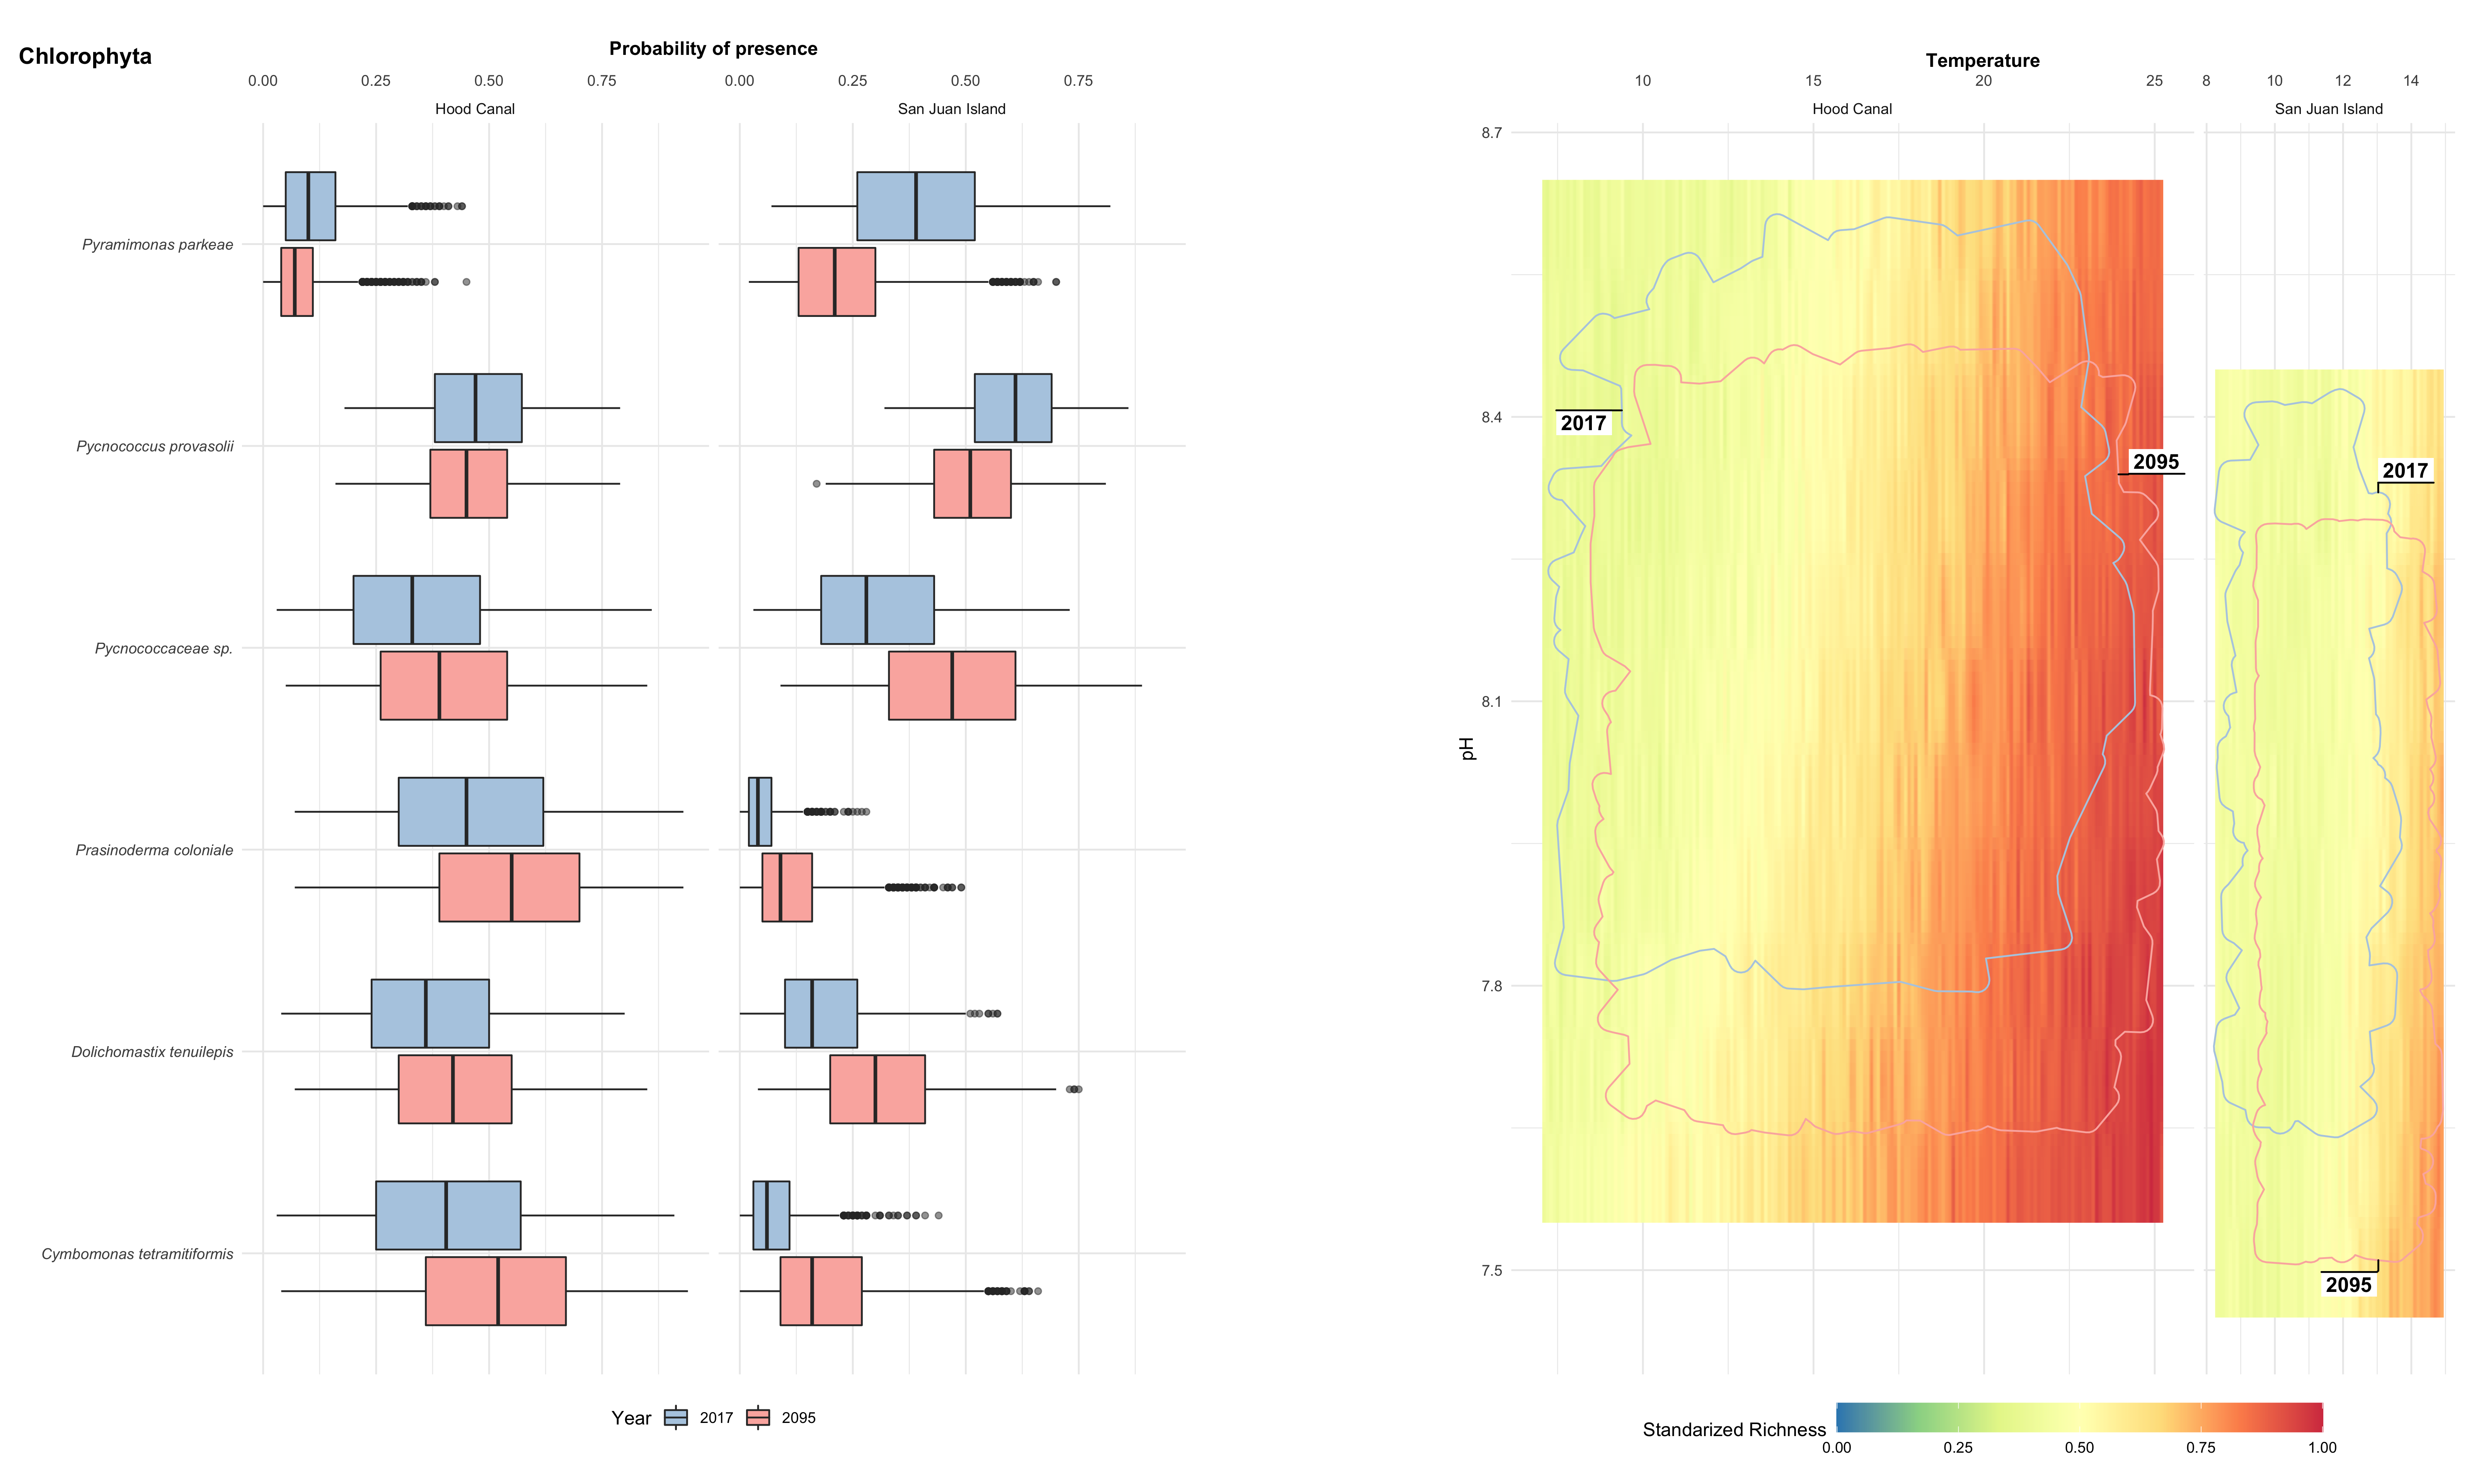 Chlorophyta
Probability of presence
0.00 0.25 0.50 0.75
0.00 0.25 0.50 0.75
Hood Canal
San Juan Island
Pyramimonas parkeae
Pycnococcus provasolii
Pycnococcaceae sp.
Prasinoderma coloniale
Dolichomastix tenuilepis
Cymbomonas tetramitiformis
Year 2017 2095
Temperature
10 15 20 25
8 10 12 14
Hood Canal
San Juan Island
pH
8.7
8.4
8.1
7.8
7.5
2017
2095
2017
2095
Standarized Richness
0.00 0.25 0.50 0.75 1.00